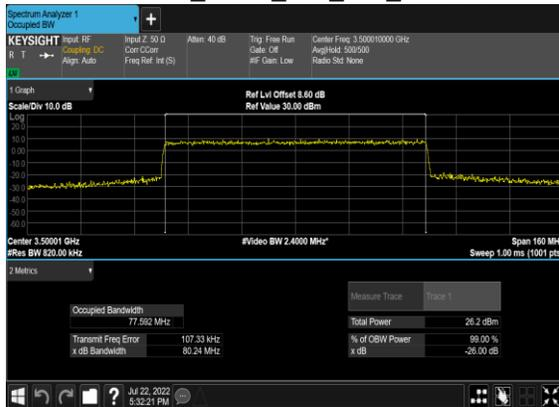 Spectrum Analyzer 1
Occupied BW
+
KEYSIGHT
R T
Input: RF
Coupling: DC
Align: Auto
Input Z: 50 Ω
Corr CCorr
Freq Ref: Int (S)
Atten: 40 dB
Trig: Free Run
Gate: Off
#IF Gain: Low
Center Freq: 3.500010000 GHz
Avg|Hold: 500/500
Radio Std: None
1 Graph
Scale/Div 10.0 dB
Ref Lvl Offset 8.60 dB
Ref Value 30.00 dBm
Log
20.0
10.0
0.00
-10.0
-20.0
-30.0
-40.0
-50.0
-60.0
Center 3.50001 GHz
#Res BW 820.00 kHz
#Video BW 2.4000 MHz*
Span 160 MH
Sweep 1.00 ms (1001 pts
2 Metrics
Measure Trace
Trace 1
Occupied Bandwidth
77.592 MHz
Total Power
26.2 dBm
Transmit Freq Error
107.33 kHz
% of OBW Power
99.00 %
x dB Bandwidth
80.24 MHz
x dB
-26.00 dB
?
Jul 22, 2022
5:32:21 PM